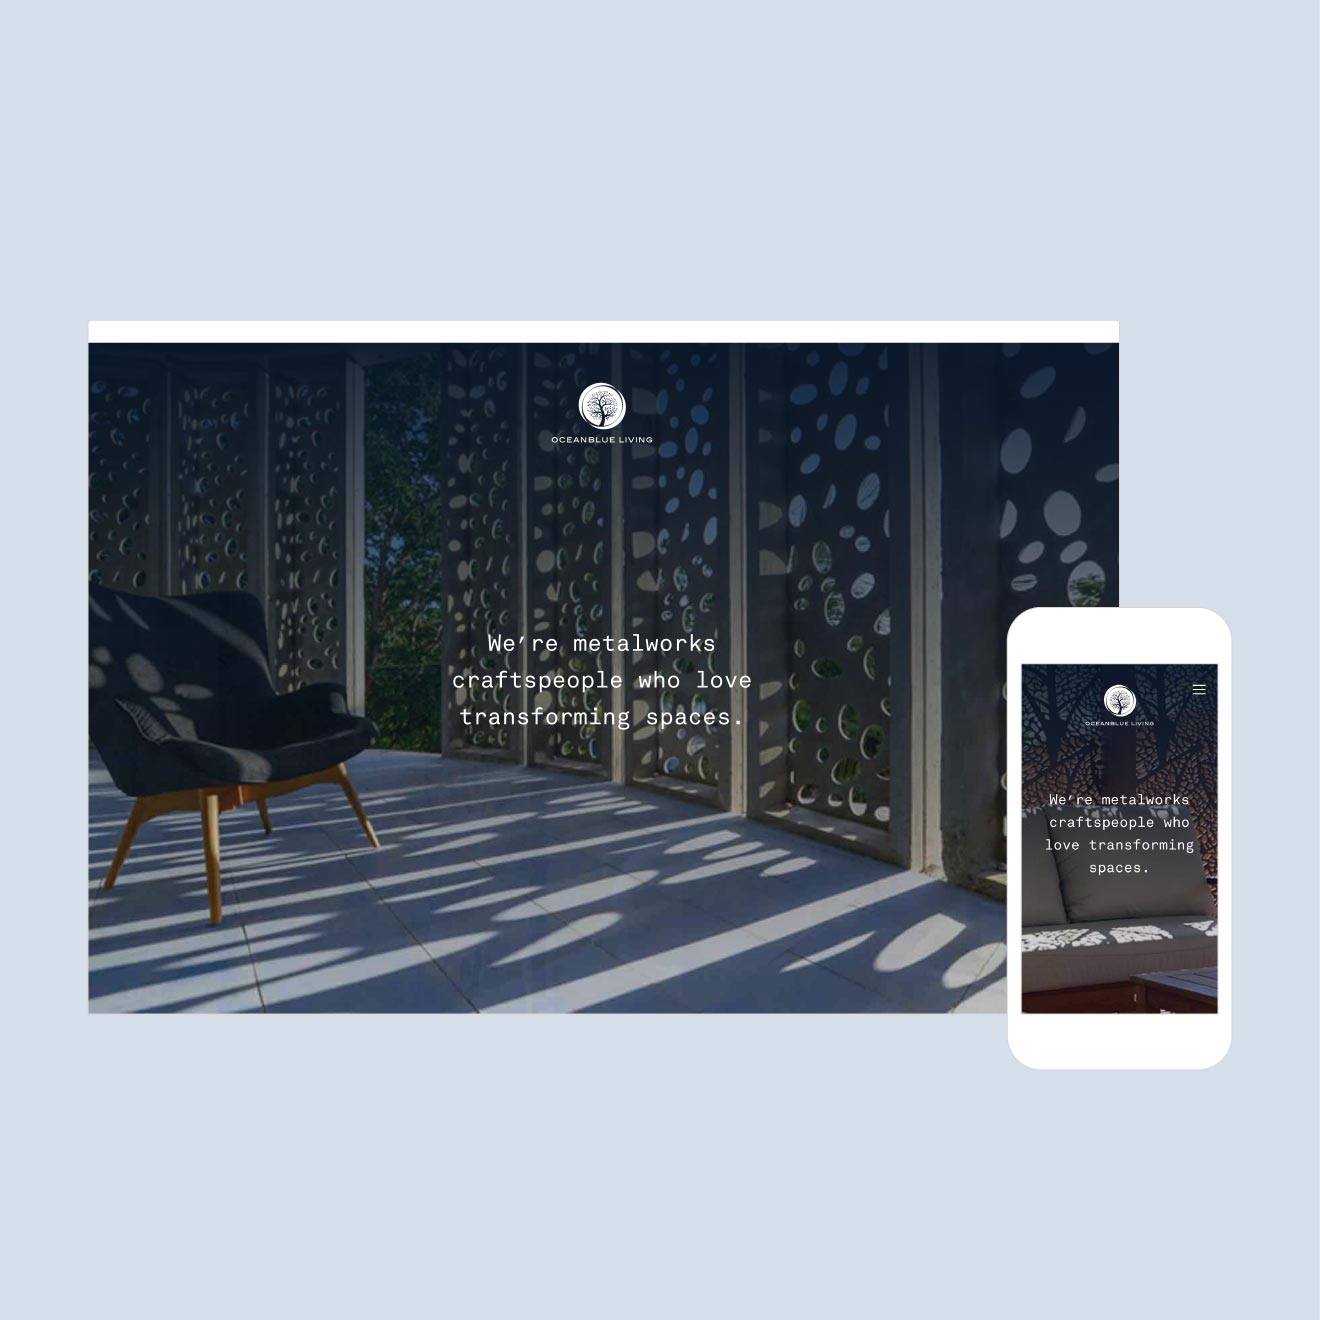 OCEANBLUE LIVING
We're metalworks
craftspeople who love
transforming spaces.
OCEANBLUE LIVING
We're metalworks
craftspeople who
love transforming
spaces.